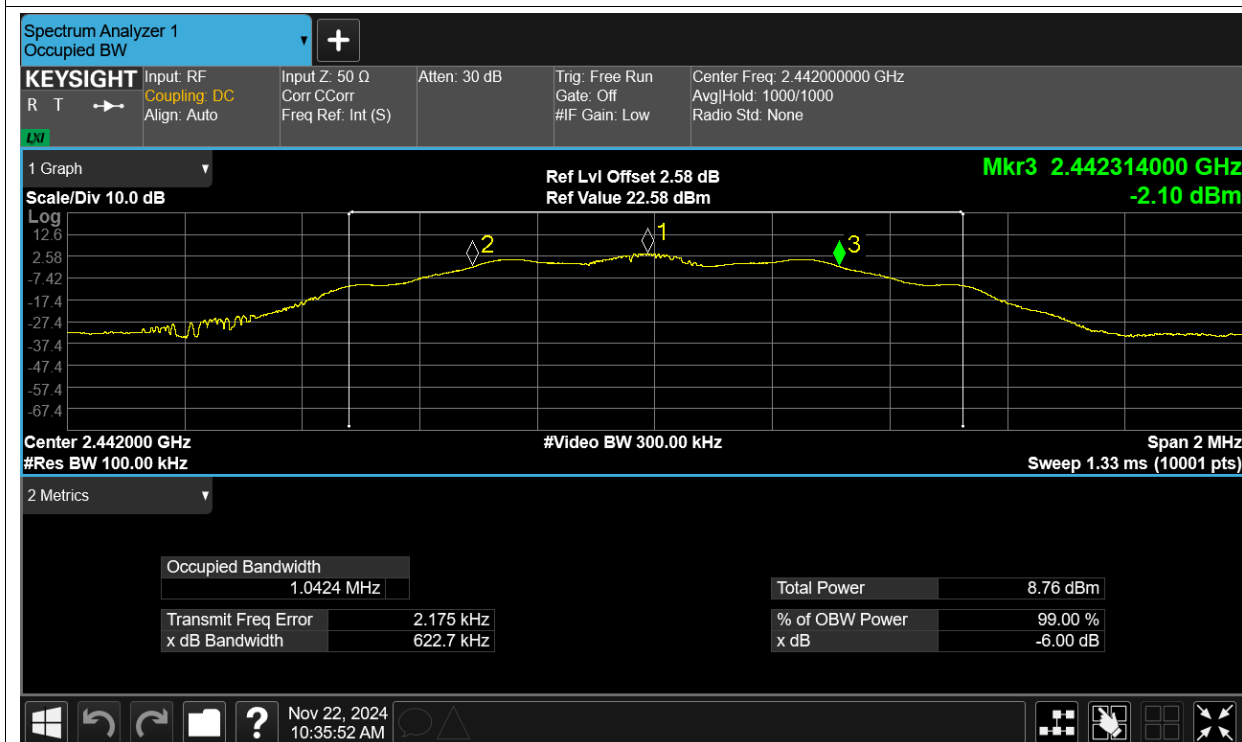 Spectrum Analyzer 1
Occupied BW
KEYSIGHT
R T
LXI
Input: RF
Coupling: DC
Align: Auto
Input Z: 50 Ω
Corr CCorr
Freq Ref: Int (S)
Atten: 30 dB
Trig: Free Run
Gate: Off
#IF Gain: Low
Center Freq: 2.442000000 GHz
Avg|Hold: 1000/1000
Radio Std: None
1 Graph
Scale/Div 10.0 dB
Ref Lvl Offset 2.58 dB
Ref Value 22.58 dBm
Mkr3 2.442314000 GHz
-2.10 dBm
Log
12.6
2.58
-7.42
-17.4
-27.4
-37.4
-47.4
-57.4
-67.4
2
1
3
Center 2.442000 GHz
#Video BW 300.00 kHz
Span 2 MHz
#Res BW 100.00 kHz
Sweep 1.33 ms (10001 pts)
2 Metrics
Occupied Bandwidth
1.0424 MHz
Transmit Freq Error 2.175 kHz
x dB Bandwidth 622.7 kHz
Total Power 8.76 dBm
% of OBW Power 99.00 %
x dB -6.00 dB
?
Nov 22, 2024
10:35:52 AM